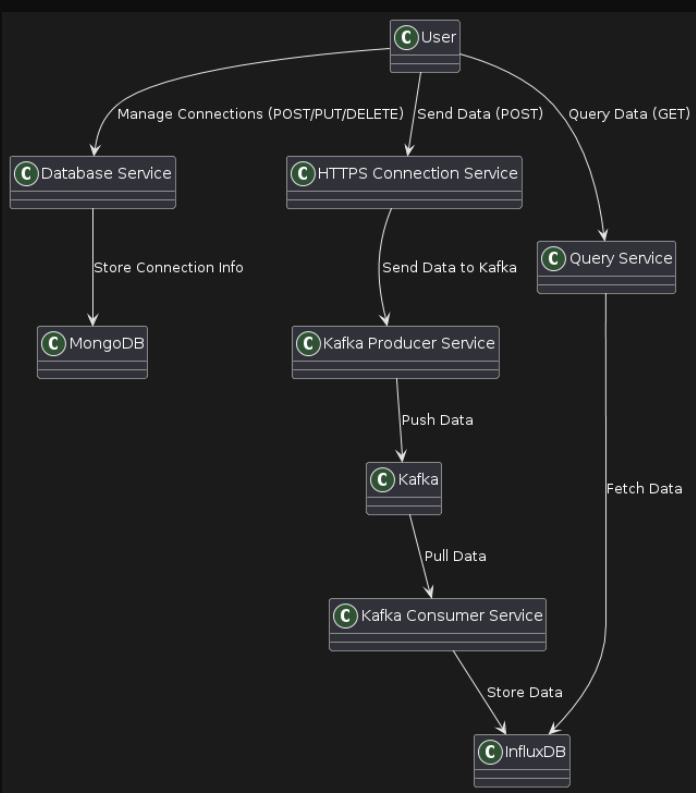 C User
Manage Connections (POST/PUT/DELETE)
Send Data (POST)
Query Data (GET)
C Database Service
C HTTPS Connection Service
C Query Service
Store Connection Info
Send Data to Kafka
C MongoDB
C Kafka Producer Service
Push Data
C Kafka
Fetch Data
Pull Data
C Kafka Consumer Service
Store Data
C InfluxDB